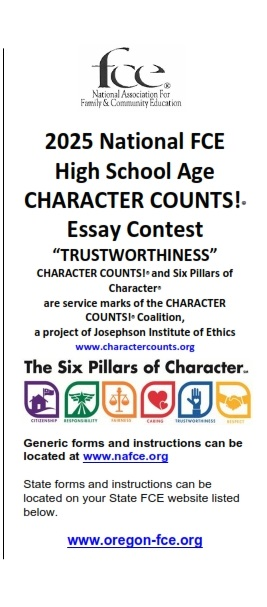 fce®
National Association For
Family & Community Education
2025 National FCE
High School Age
CHARACTER COUNTS!®
Essay Contest
“TRUSTWORTHINESS”
CHARACTER COUNTS!® and Six Pillars of
Character®
are service marks of the CHARACTER
COUNTS!® Coalition,
a project of Josephson Institute of Ethics
www.charactercounts.org
The Six Pillars of Character℠
CITIZENSHIP RESPONSIBILITY FAIRNESS CARING TRUSTWORTHINESS RESPECT
Generic forms and instructions can be
located at www.nafce.org
State forms and instructions can be
located on your State FCE website listed
below.
www.oregon-fce.org